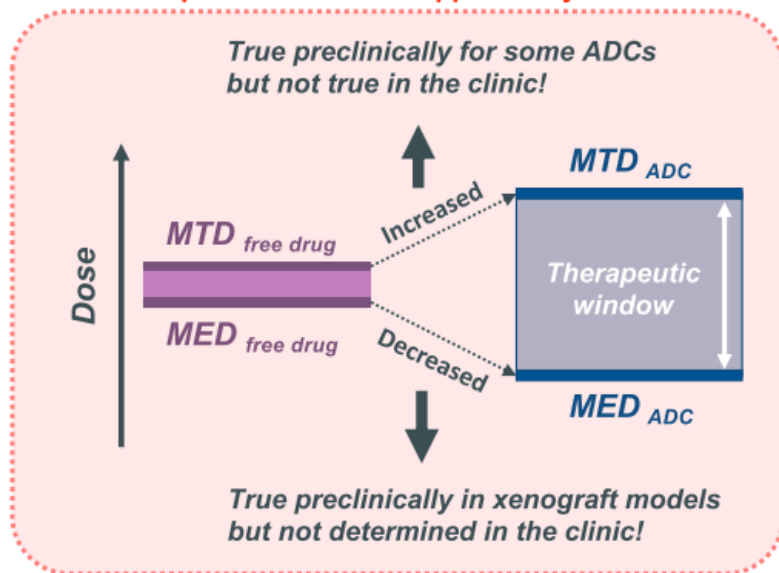 True preclinically for some ADCs
but not true in the clinic!
Dose
MTD free drug
MED free drug
Increased
Decreased
MTD ADC
Therapeutic
window
MED ADC
True preclinically in xenograft models
but not determined in the clinic!